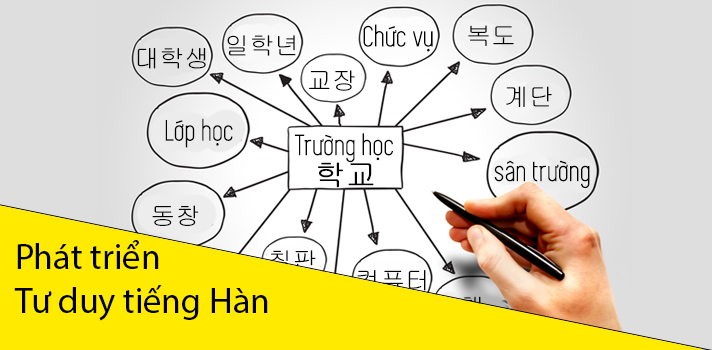 대학생
일학년
교장
Chức vụ
복도
계단
Lớp học
Trường học
학교
sân trường
동창
칠판
컴퓨터
Phát triển
Tư duy tiếng Hàn